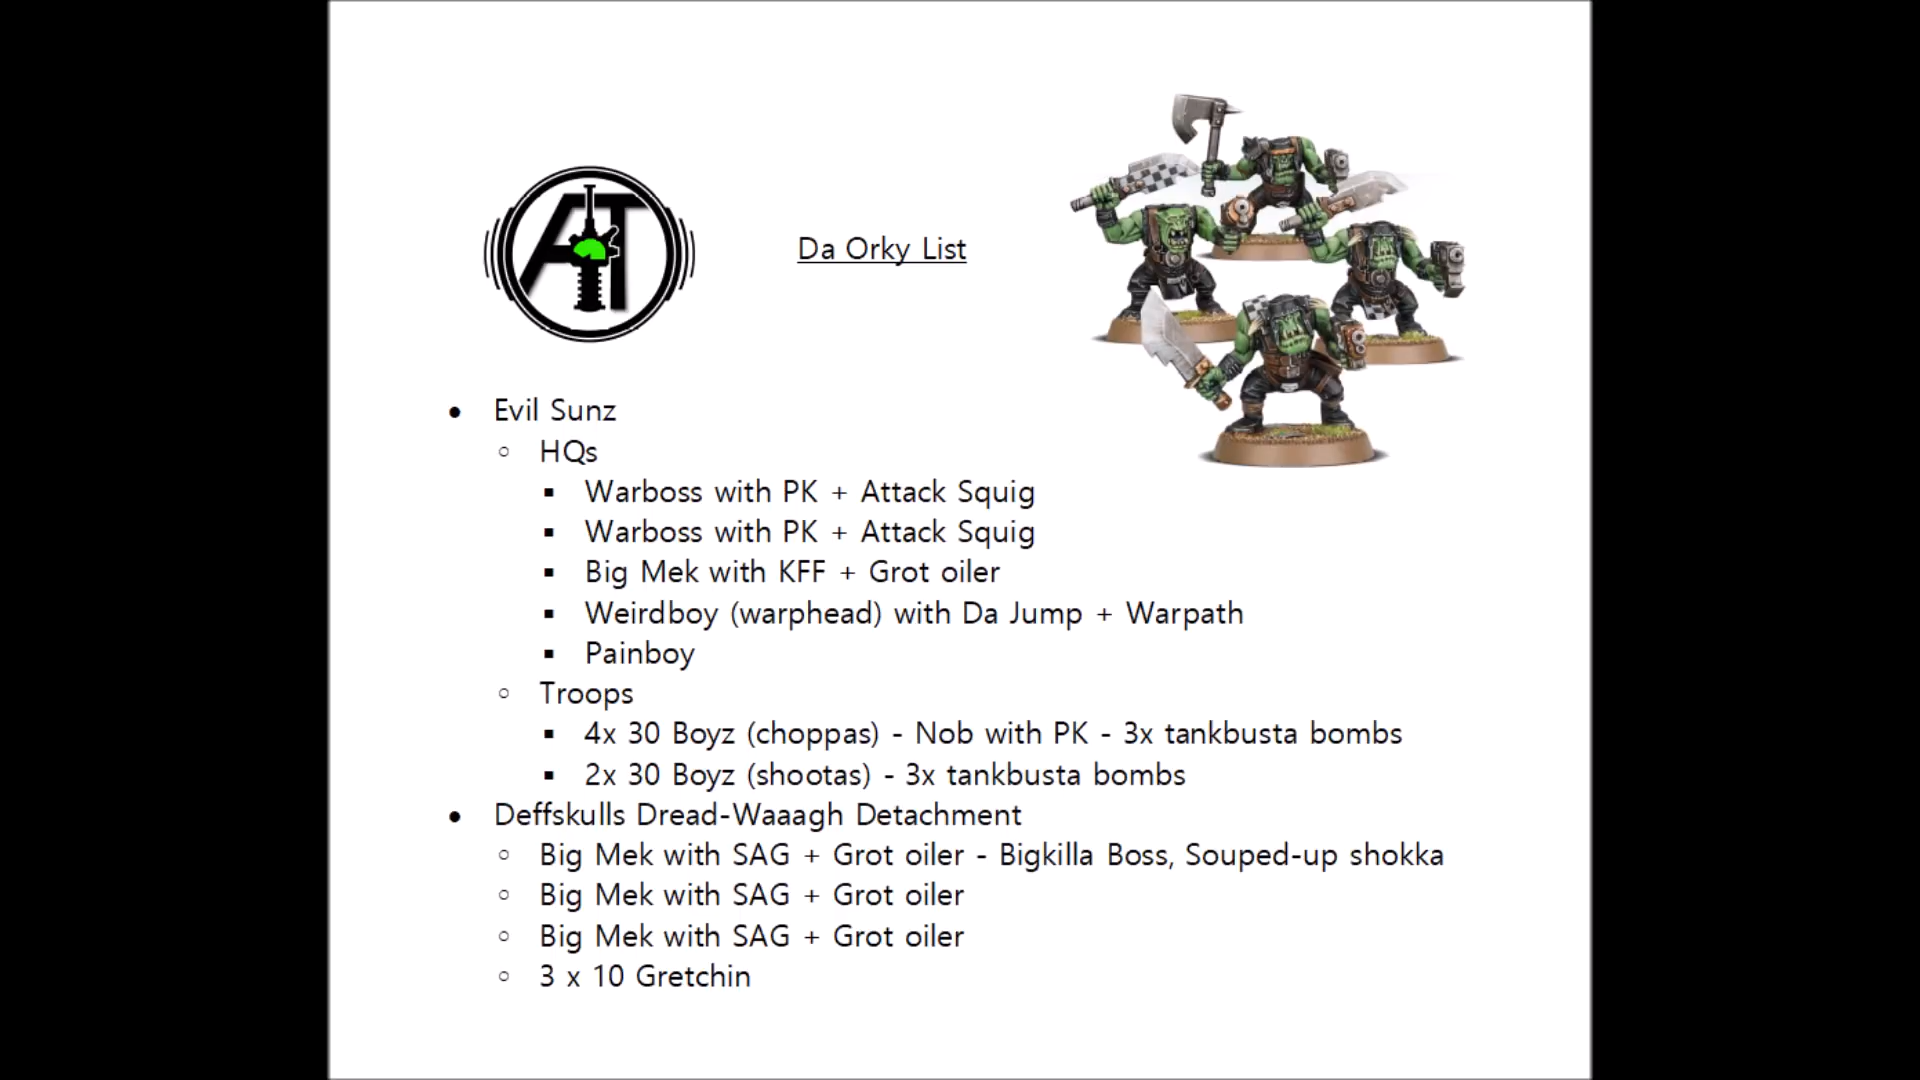 AT
Da Orky List
Evil Sunz
HQs
Warboss with PK + Attack Squig
Warboss with PK + Attack Squig
Big Mek with KFF + Grot oiler
Weirdboy (warphead) with Da Jump + Warpath
Painboy
Troops
4x 30 Boyz (choppas) - Nob with PK - 3x tankbusta bombs
2x 30 Boyz (shootas) - 3x tankbusta bombs
Deffskulls Dread-Waaagh Detachment
Big Mek with SAG + Grot oiler - Bigkilla Boss, Souped-up shokka
Big Mek with SAG + Grot oiler
Big Mek with SAG + Grot oiler
3 x 10 Gretchin